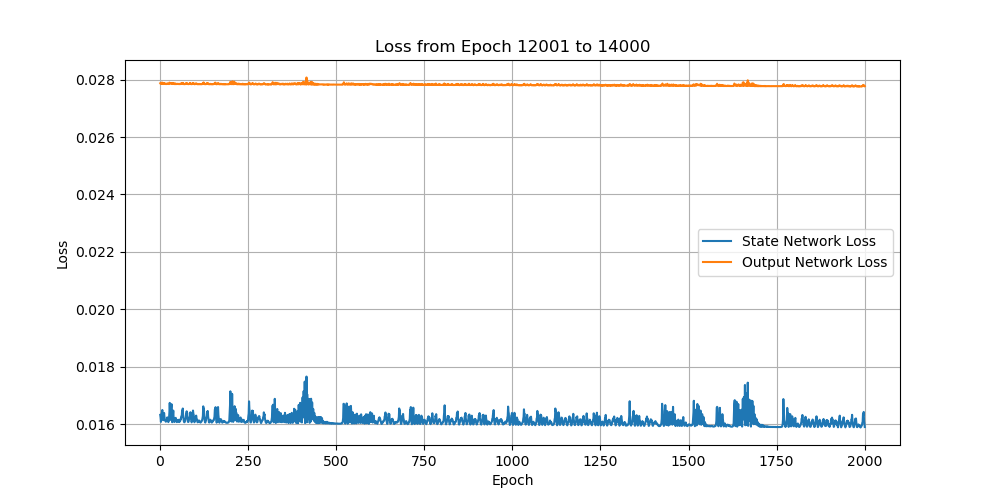 Loss from Epoch 12001 to 14000
0.028
0.026
0.024
0.022
0.020
0.018
0.016
Loss
State Network Loss
Output Network Loss
0 250 500 750 1000 1250 1500 1750 2000
Epoch